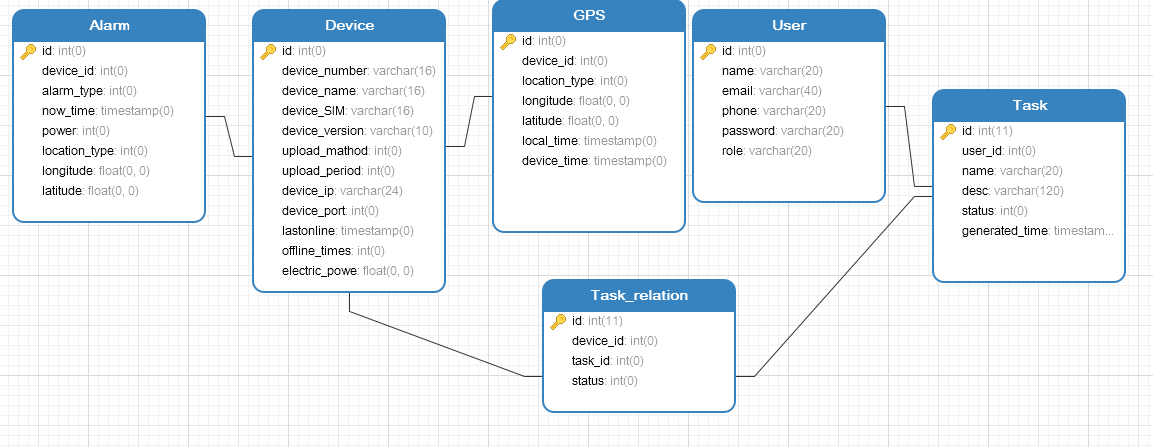 Alarm
id: int(0)
device_id: int(0)
alarm_type: int(0)
now_time: timestamp(0)
power: int(0)
location_type: int(0)
longitude: float(0, 0)
latitude: float(0, 0)
Device
id: int(0)
device_number: varchar(16)
device_name: varchar(16)
device_SIM: varchar(16)
device_version: varchar(10)
upload_mathod: int(0)
upload_period: int(0)
device_ip: varchar(24)
device_port: int(0)
lastonline: timestamp(0)
offline_times: int(0)
electric_powe: float(0, 0)
GPS
id: int(0)
device_id: int(0)
location_type: int(0)
longitude: float(0, 0)
latitude: float(0, 0)
local_time: timestamp(0)
device_time: timestamp(0)
User
id: int(0)
name: varchar(20)
email: varchar(40)
phone: varchar(20)
password: varchar(20)
role: varchar(20)
Task
id: int(11)
user_id: int(0)
name: varchar(20)
desc: varchar(120)
status: int(0)
generated_time: timestam...
Task_relation
id: int(11)
device_id: int(0)
task_id: int(0)
status: int(0)